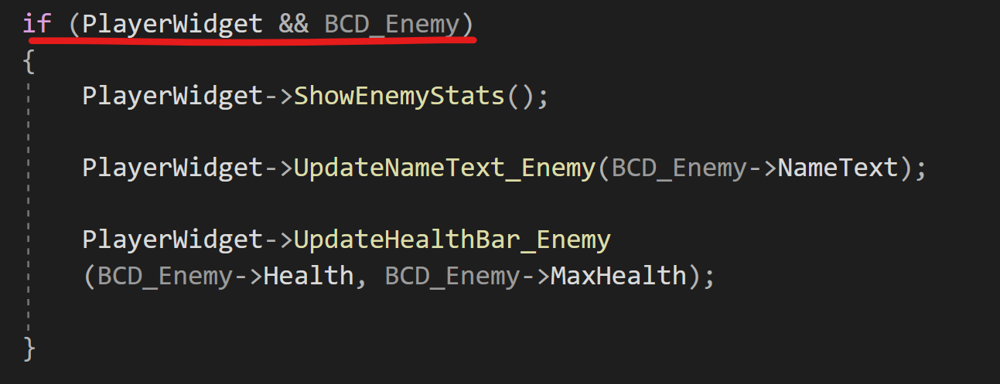 if (PlayerWidget && BCD_Enemy)
{
PlayerWidget->ShowEnemyStats();
PlayerWidget->UpdateNameText_Enemy(BCD_Enemy->NameText);
PlayerWidget->UpdateHealthBar_Enemy
(BCD_Enemy->Health, BCD_Enemy->MaxHealth);
}